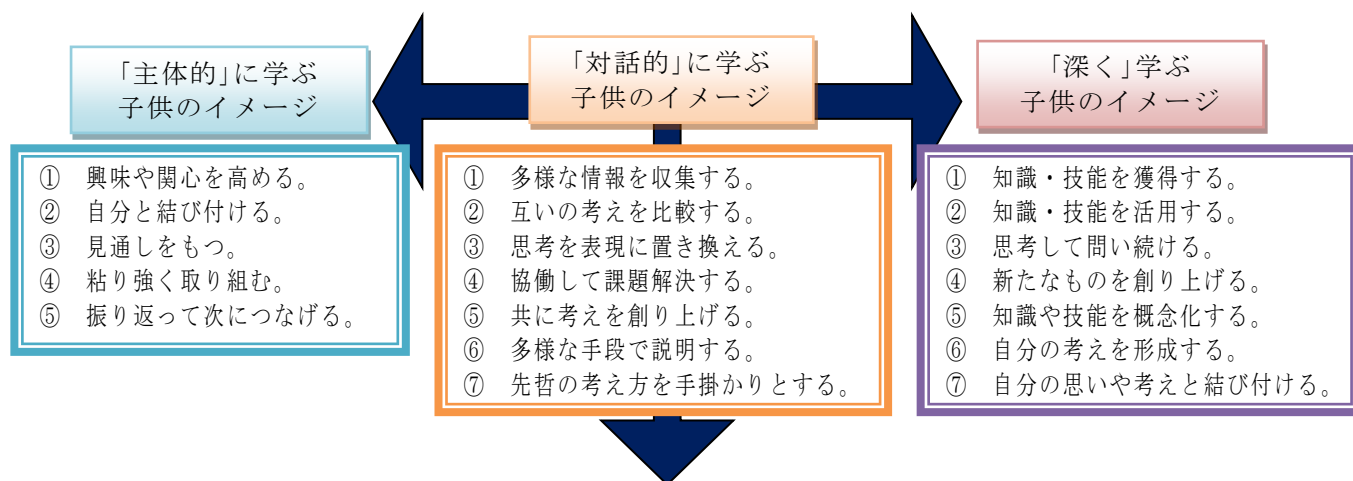 「主体的」に学ぶ
子供のイメージ
① 興味や関心を高める。
② 自分と結び付ける。
③ 見通しをもつ。
④ 粘り強く取り組む。
⑤ 振り返って次につなげる。
「対話的」に学ぶ
子供のイメージ
① 多様な情報を収集する。
② 互いの考えを比較する。
③ 思考を表現に置き換える。
④ 協働して課題解決する。
⑤ 共に考えを創り上げる。
⑥ 多様な手段で説明する。
⑦ 先哲の考え方を手掛かりとする。
「深く」学ぶ
子供のイメージ
① 知識・技能を獲得する。
② 知識・技能を活用する。
③ 思考して問い続ける。
④ 新たなものを創り上げる。
⑤ 知識や技能を概念化する。
⑥ 自分の考えを形成する。
⑦ 自分の思いや考えと結び付ける。